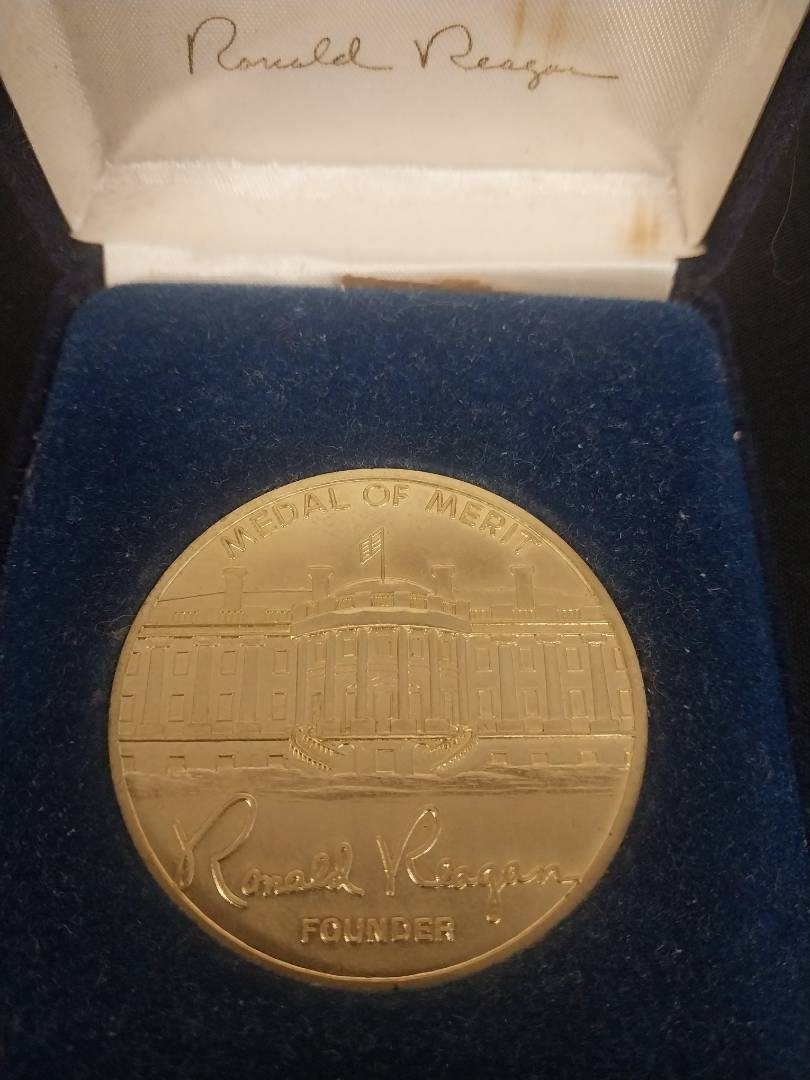 Ronald Reagan
MEDAL OF MERIT
Ronald Reagan
FOUNDER